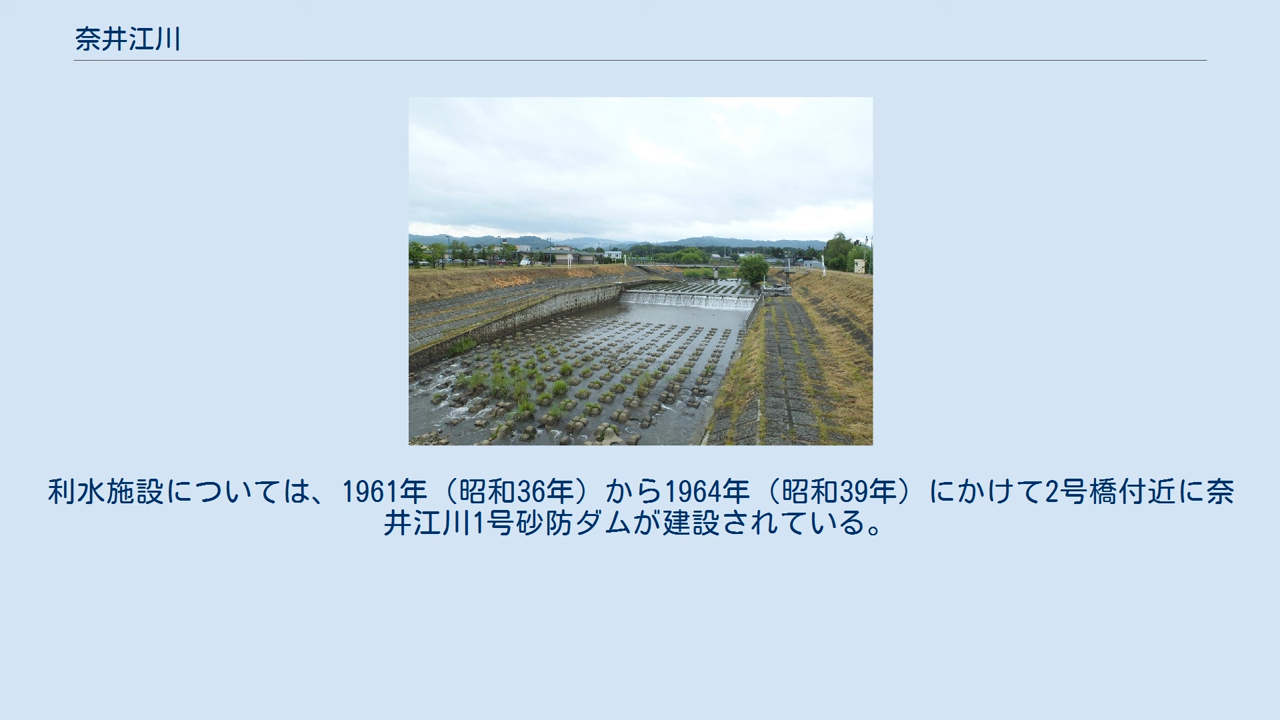 奈井江川
利水施設については、1961年（昭和36年）から1964年（昭和39年）にかけて2号橋付近に奈
井江川1号砂防ダムが建設されている。